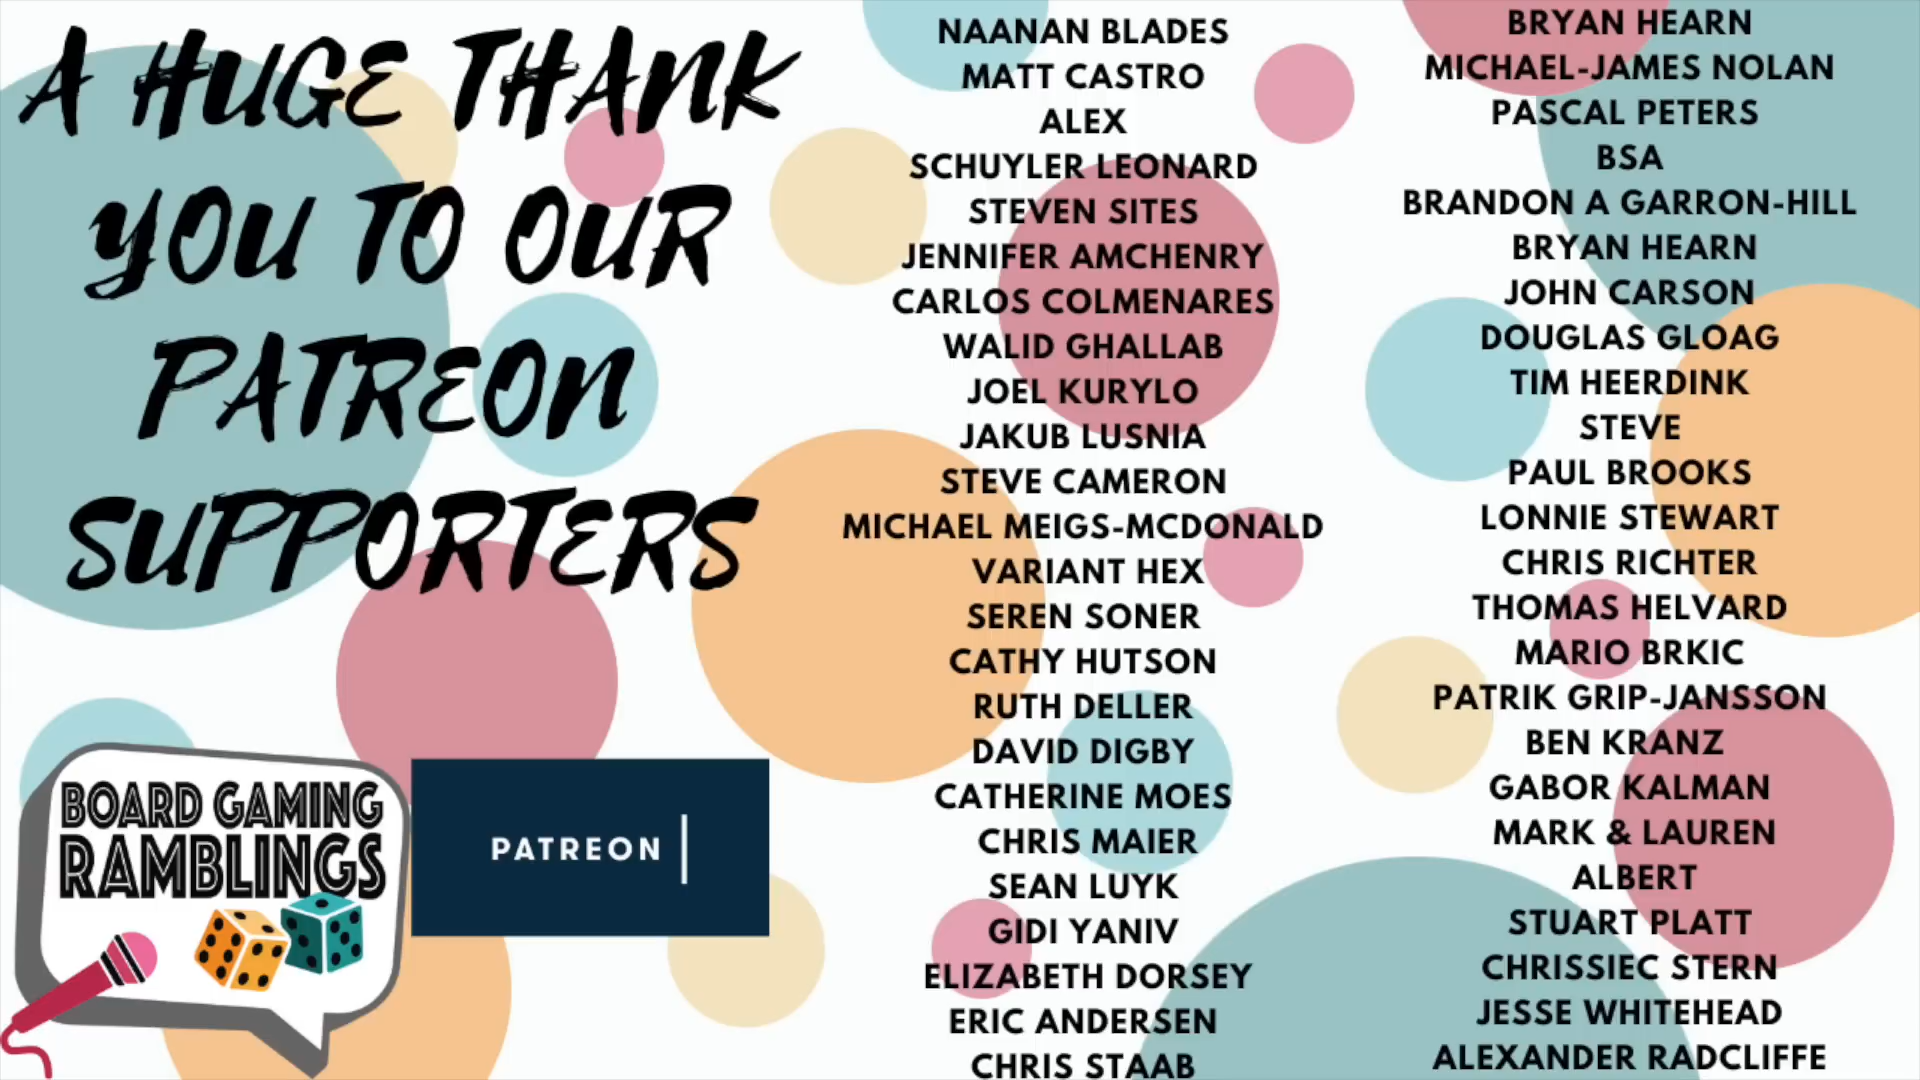 A HUGE THANK
YOU TO OUR
PATREON
SUPPORTERS
BOARD GAMING
RAMBLINGS
PATREON
NAANAN BLADES
MATT CASTRO
ALEX
SCHUYLER LEONARD
STEVEN SITES
JENNIFER AMCHENRY
CARLOS COLMENARES
WALID GHALLAB
JOEL KURYLO
JAKUB LUSNIA
STEVE CAMERON
MICHAEL MEIGS-MCDONALD
VARIANT HEX
SEREN SONER
CATHY HUTSON
RUTH DELLER
DAVID DIGBY
CATHERINE MOES
CHRIS MAIER
SEAN LUYK
GIDI YANIV
ELIZABETH DORSEY
ERIC ANDERSEN
CHRIS STAAB
BRYAN HEARN
MICHAEL-JAMES NOLAN
PASCAL PETERS
BSA
BRANDON A GARRON-HILL
BRYAN HEARN
JOHN CARSON
DOUGLAS GLOAG
TIM HEERDINK
STEVE
PAUL BROOKS
LONNIE STEWART
CHRIS RICHTER
THOMAS HELVARD
MARIO BRKIC
PATRIK GRIP-JANSSON
BEN KRANZ
GABOR KALMAN
MARK & LAUREN
ALBERT
STUART PLATT
CHRISSIEC STERN
JESSE WHITEHEAD
ALEXANDER RADCLIFFE